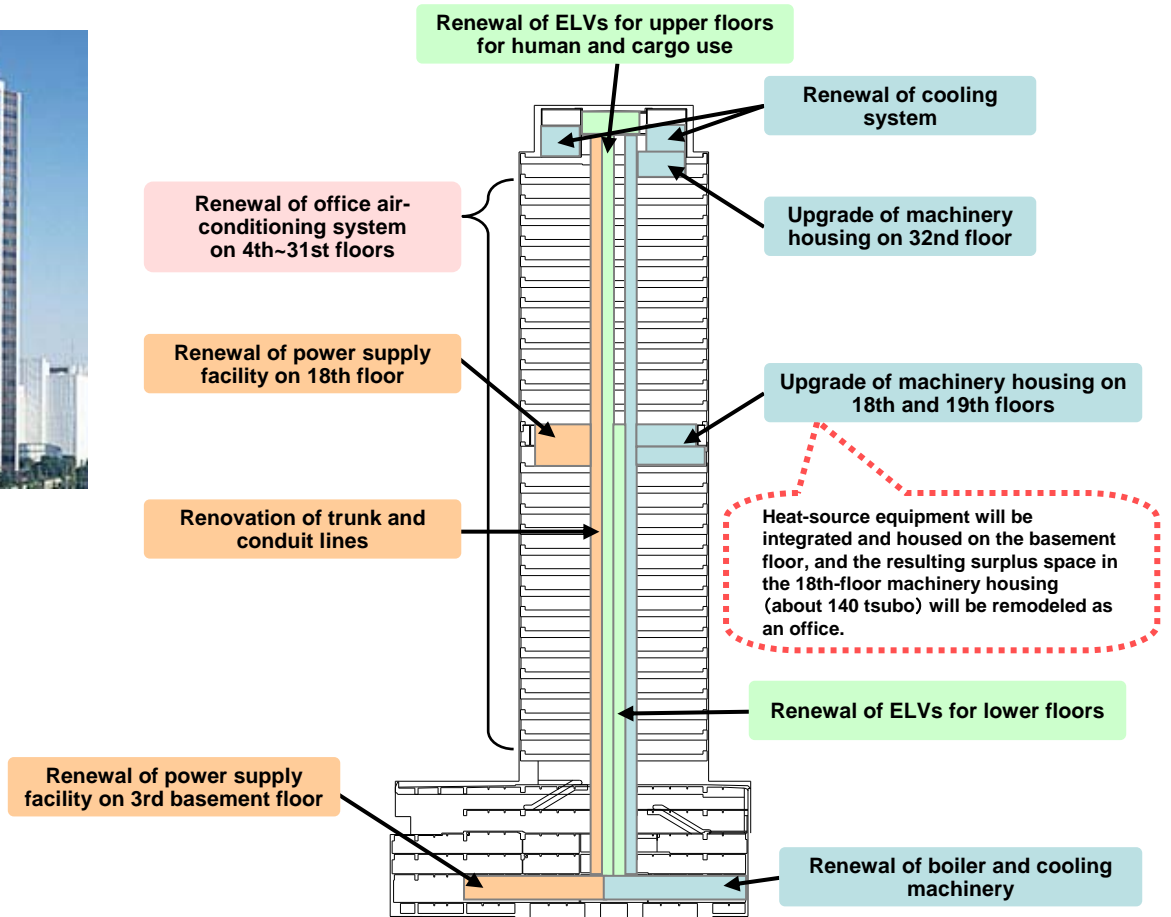 Renewal of ELVs for upper floors
for human and cargo use
Renewal of cooling
system
Renewal of office air-
conditioning system
on 4th~31st floors
Upgrade of machinery
housing on 32nd floor
Renewal of power supply
facility on 18th floor
Upgrade of machinery housing on
18th and 19th floors
Renovation of trunk and
conduit lines
Heat-source equipment will be
integrated and housed on the basement
floor, and the resulting surplus space in
the 18th-floor machinery housing
(about 140 tsubo) will be remodeled as
an office.
Renewal of ELVs for lower floors
Renewal of power supply
facility on 3rd basement floor
Renewal of boiler and cooling
machinery